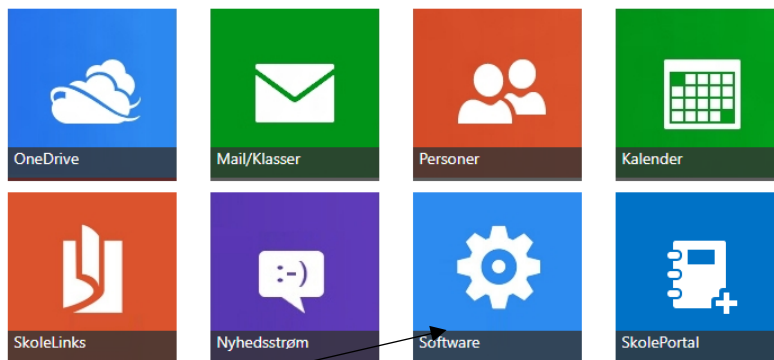 OneDrive
Mail/Klasser
Personer
Kalender
SkoleLinks
:-)
Nyhedsstrøm
Software
SkolePortal